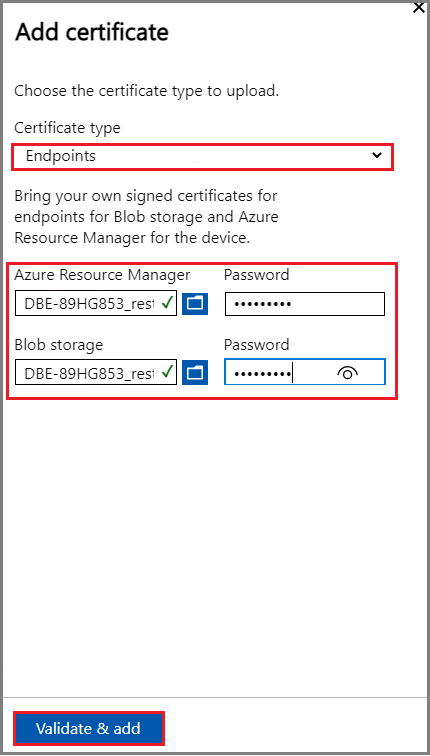 Add certificate
Choose the certificate type to upload.
Certificate type
Endpoints
Bring your own signed certificates for
endpoints for Blob storage and Azure
Resource Manager for the device.
Azure Resource Manager Password
DBE-89HG853_rest •••••••••
Blob storage Password
DBE-89HG853_rest •••••••••
Validate & add